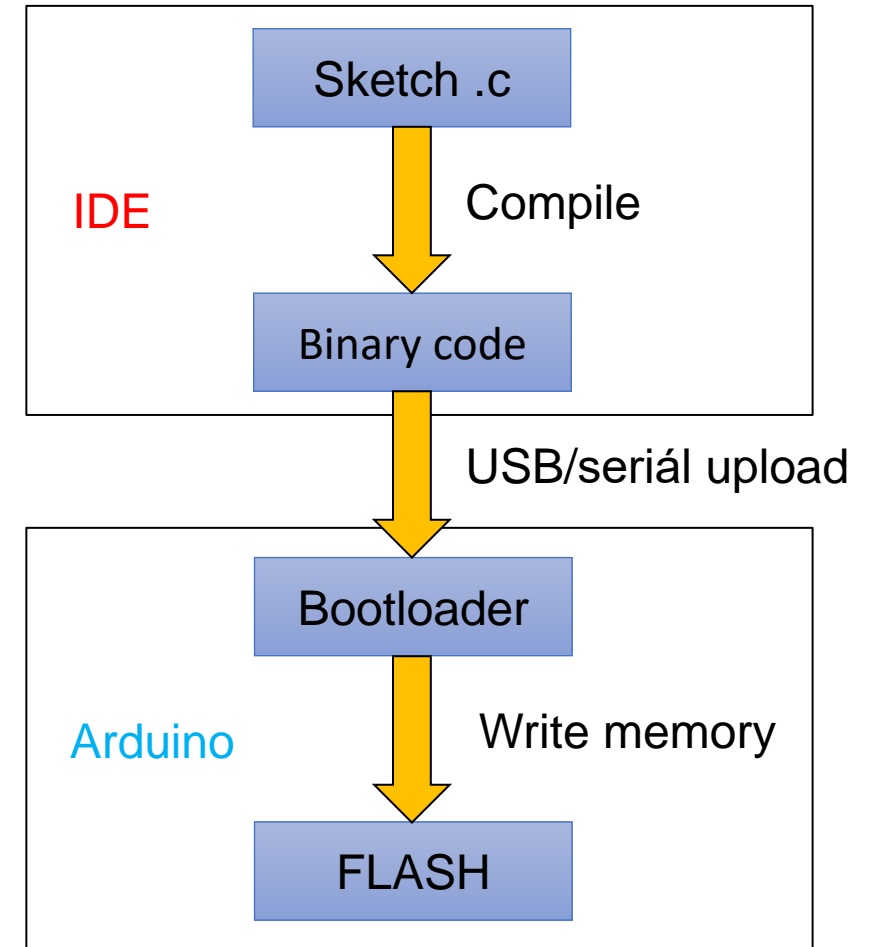 Sketch .c
IDE
Compile
Binary code
USB/seriál upload
Bootloader
Arduino
Write memory
FLASH